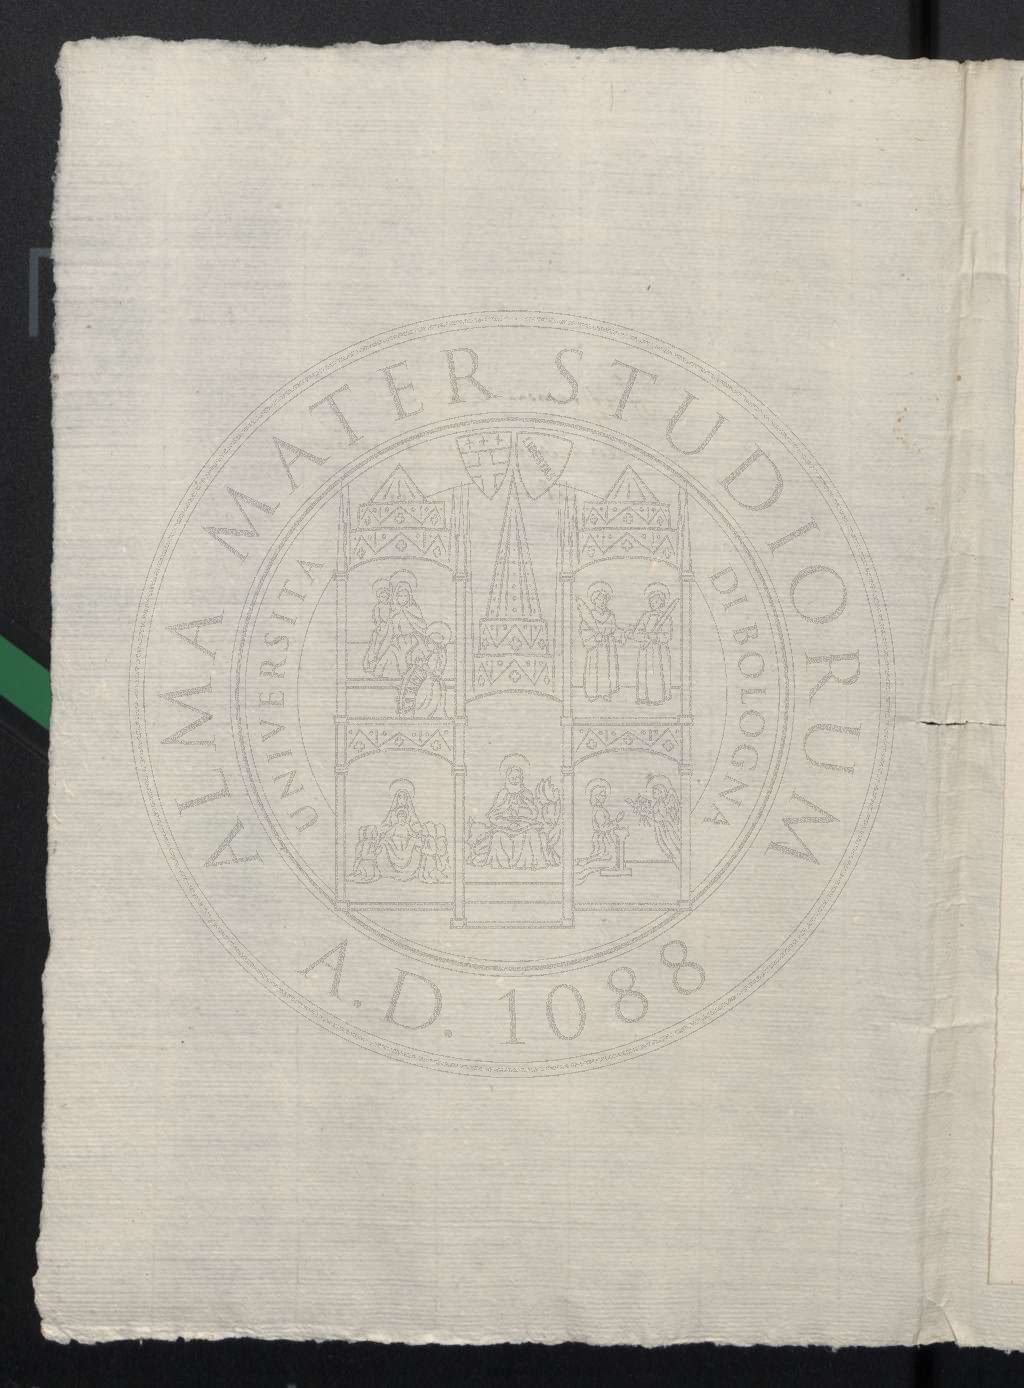 ALMA MATER STUDIORUM
UNIVERSITA DI BOLOGNA
A.D. 1088